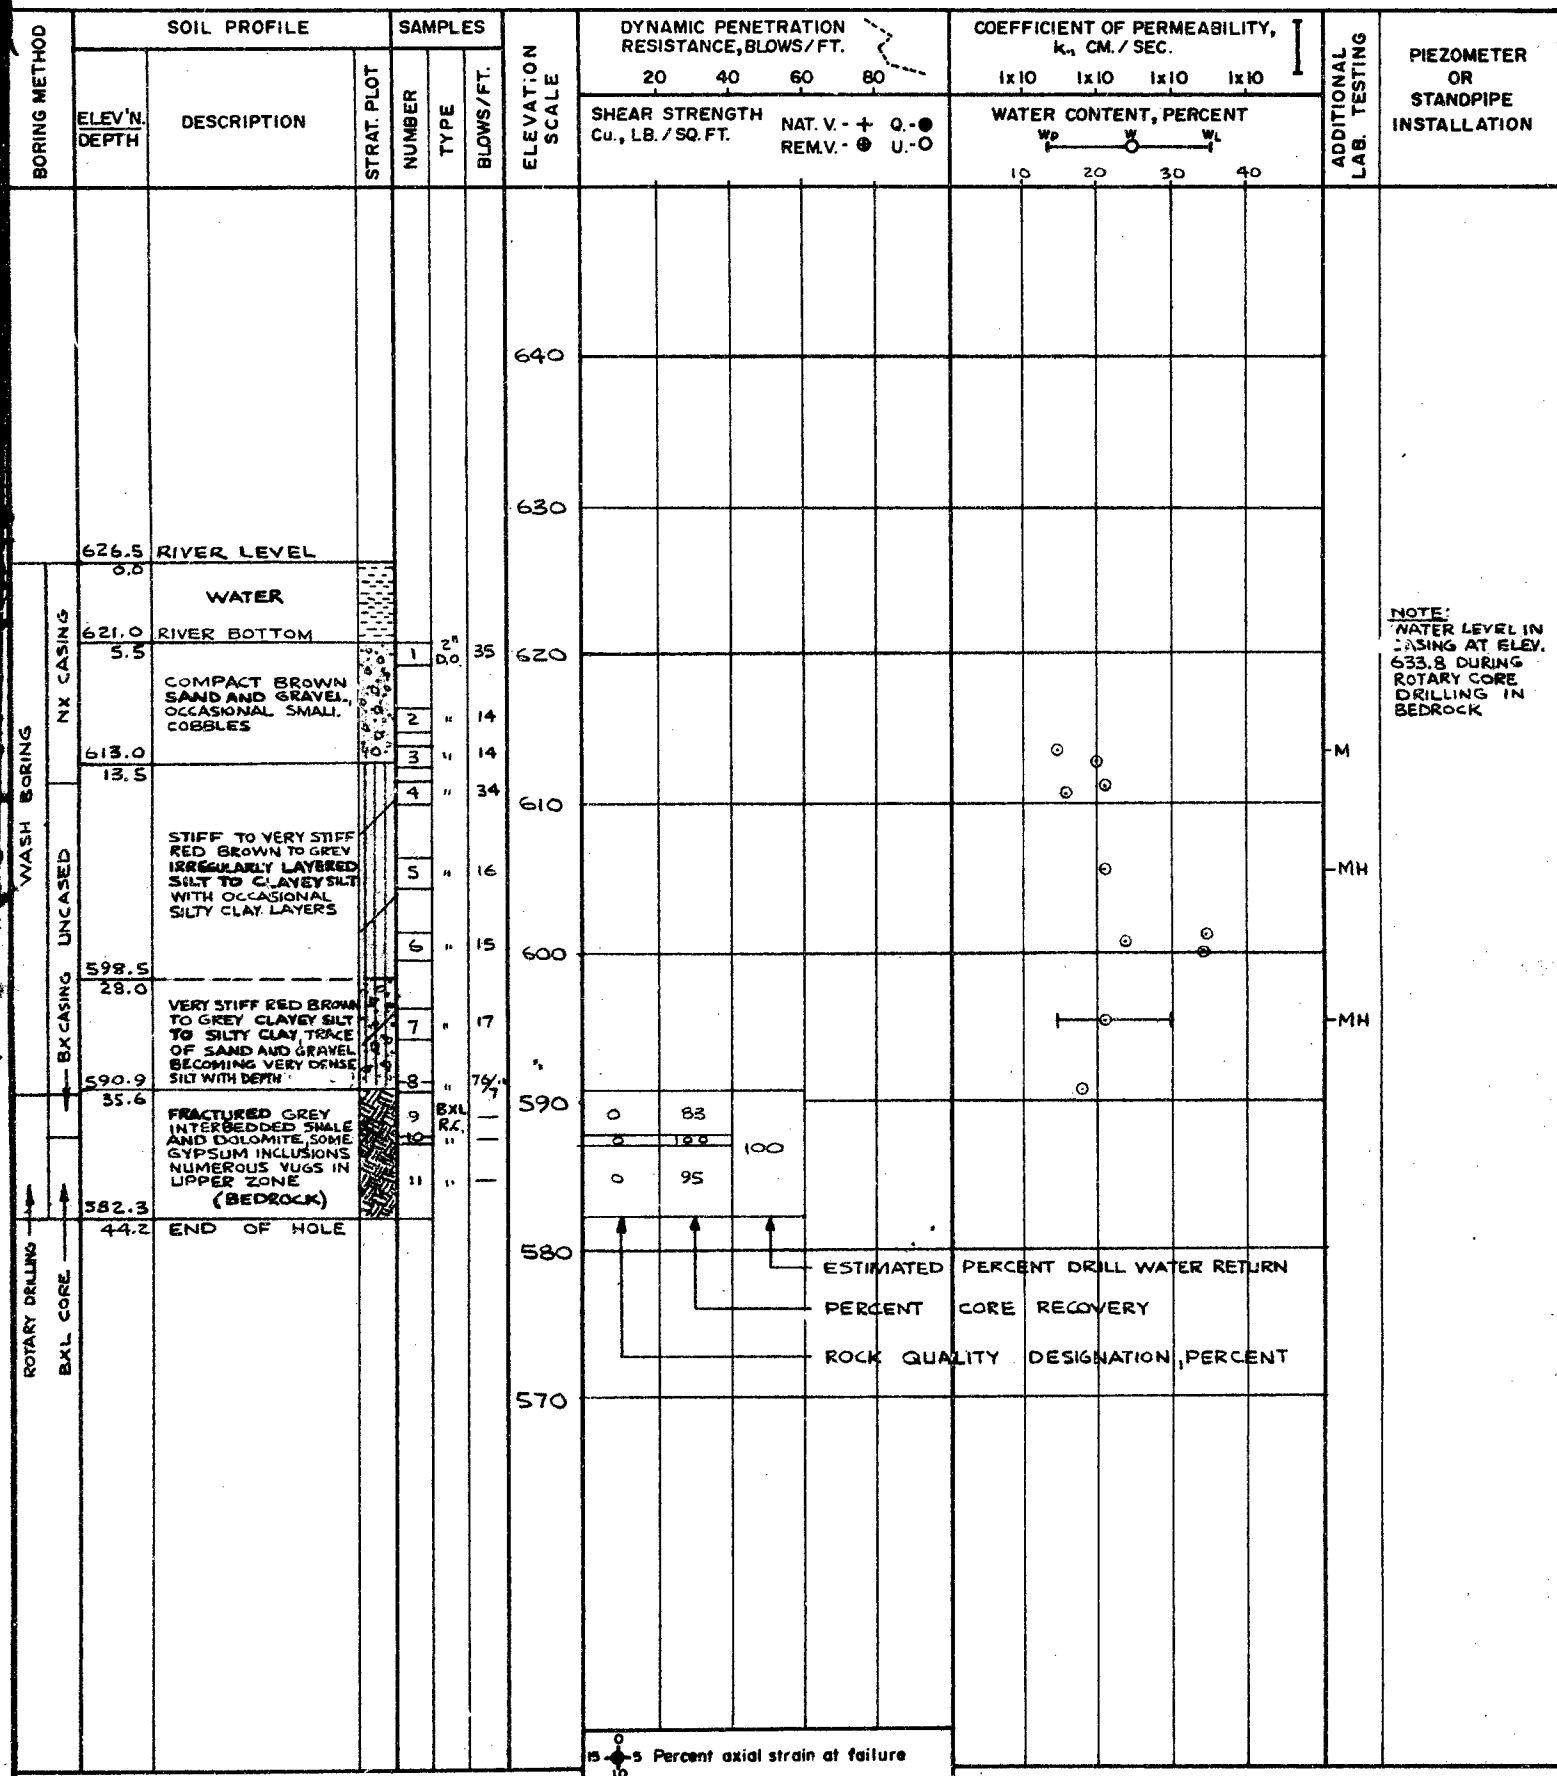 BORING METHOD
SOIL PROFILE
ELEV'N.
DEPTH
DESCRIPTION
STRAT. PLOT
SAMPLES
NUMBER
TYPE
BLOWS/FT.
ELEVATION
SCALE
DYNAMIC PENETRATION
RESISTANCE, BLOWS/FT.
20 40 60 80
SHEAR STRENGTH
Cu., LB./SQ. FT.
NAT. V. - + Q. - ●
REM.V. - ⊕ U. - O
COEFFICIENT OF PERMEABILITY,
k., CM./ SEC.
1x10 1x10 1x10 1x10
WATER CONTENT, PERCENT
Wp W WL
10 20 30 40
ADDITIONAL
LAB. TESTING
PIEZOMETER
OR
STANDPIPE
INSTALLATION
640
630
620
610
600
590
580
570
WASH BORING
NX CASING
BX CASING UNCASED
ROTARY DRILLING
BXL CORE
626.5 RIVER LEVEL
0.0
WATER
621.0 RIVER BOTTOM
5.5
COMPACT BROWN
SAND AND GRAVEL,
OCCASIONAL SMALL
COBBLES
613.0
13.5
STIFF TO VERY STIFF
RED BROWN TO GREY
IRREGULARLY LAYERED
SILT TO CLAYEY SILT
WITH OCCASIONAL
SILTY CLAY LAYERS
598.5
28.0
VERY STIFF RED BROWN
TO GREY CLAYEY SILT
TO SILTY CLAY, TRACE
OF SAND AND GRAVEL
BECOMING VERY DENSE
SILT WITH DEPTH
590.9
35.6
FRACTURED GREY
INTERBEDDED SHALE
AND DOLOMITE, SOME
GYPSUM INCLUSIONS
NUMEROUS VUGS IN
UPPER ZONE
(BEDROCK)
582.3
44.2 END OF HOLE
1 2" D.O. 35
2 " 14
3 " 14
4 " 34
5 " 16
6 " 15
7 " 17
8 "
9 BXL R.C. —
10 " —
11 " —
0 83
0 100
100
0 95
ESTIMATED PERCENT DRILL WATER RETURN
PERCENT CORE RECOVERY
ROCK QUALITY DESIGNATION, PERCENT
M
MH
MH
NOTE:
WATER LEVEL IN
CASING AT ELEV.
633.8 DURING
ROTARY CORE
DRILLING IN
BEDROCK
0
15 5 Percent axial strain at failure
10